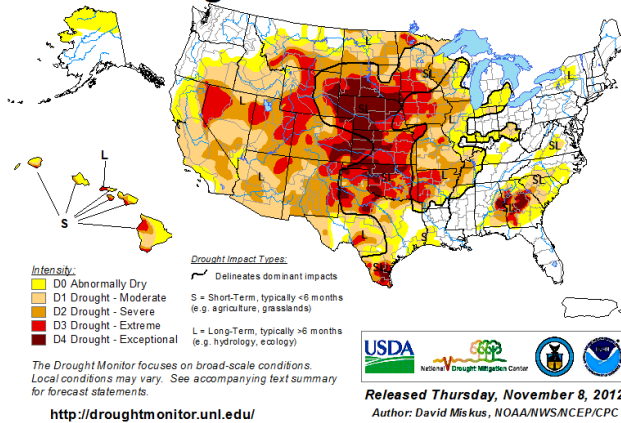 L
SL
L
L
SL
L
SL
SL
L
L
SL
SL
L
SL
SL
L
S
Intensity:
D0 Abnormally Dry
D1 Drought - Moderate
D2 Drought - Severe
D3 Drought - Extreme
D4 Drought - Exceptional
Drought Impact Types:
Delineates dominant impacts
S = Short-Term, typically <6 months
(e.g. agriculture, grasslands)
L = Long-Term, typically >6 months
(e.g. hydrology, ecology)
The Drought Monitor focuses on broad-scale conditions.
Local conditions may vary. See accompanying text summary
for forecast statements.
http://droughtmonitor.unl.edu/
USDA
National Drought Mitigation Center
Released Thursday, November 8, 2012
Author: David Miskus, NOAA/NWS/NCEP/CPC